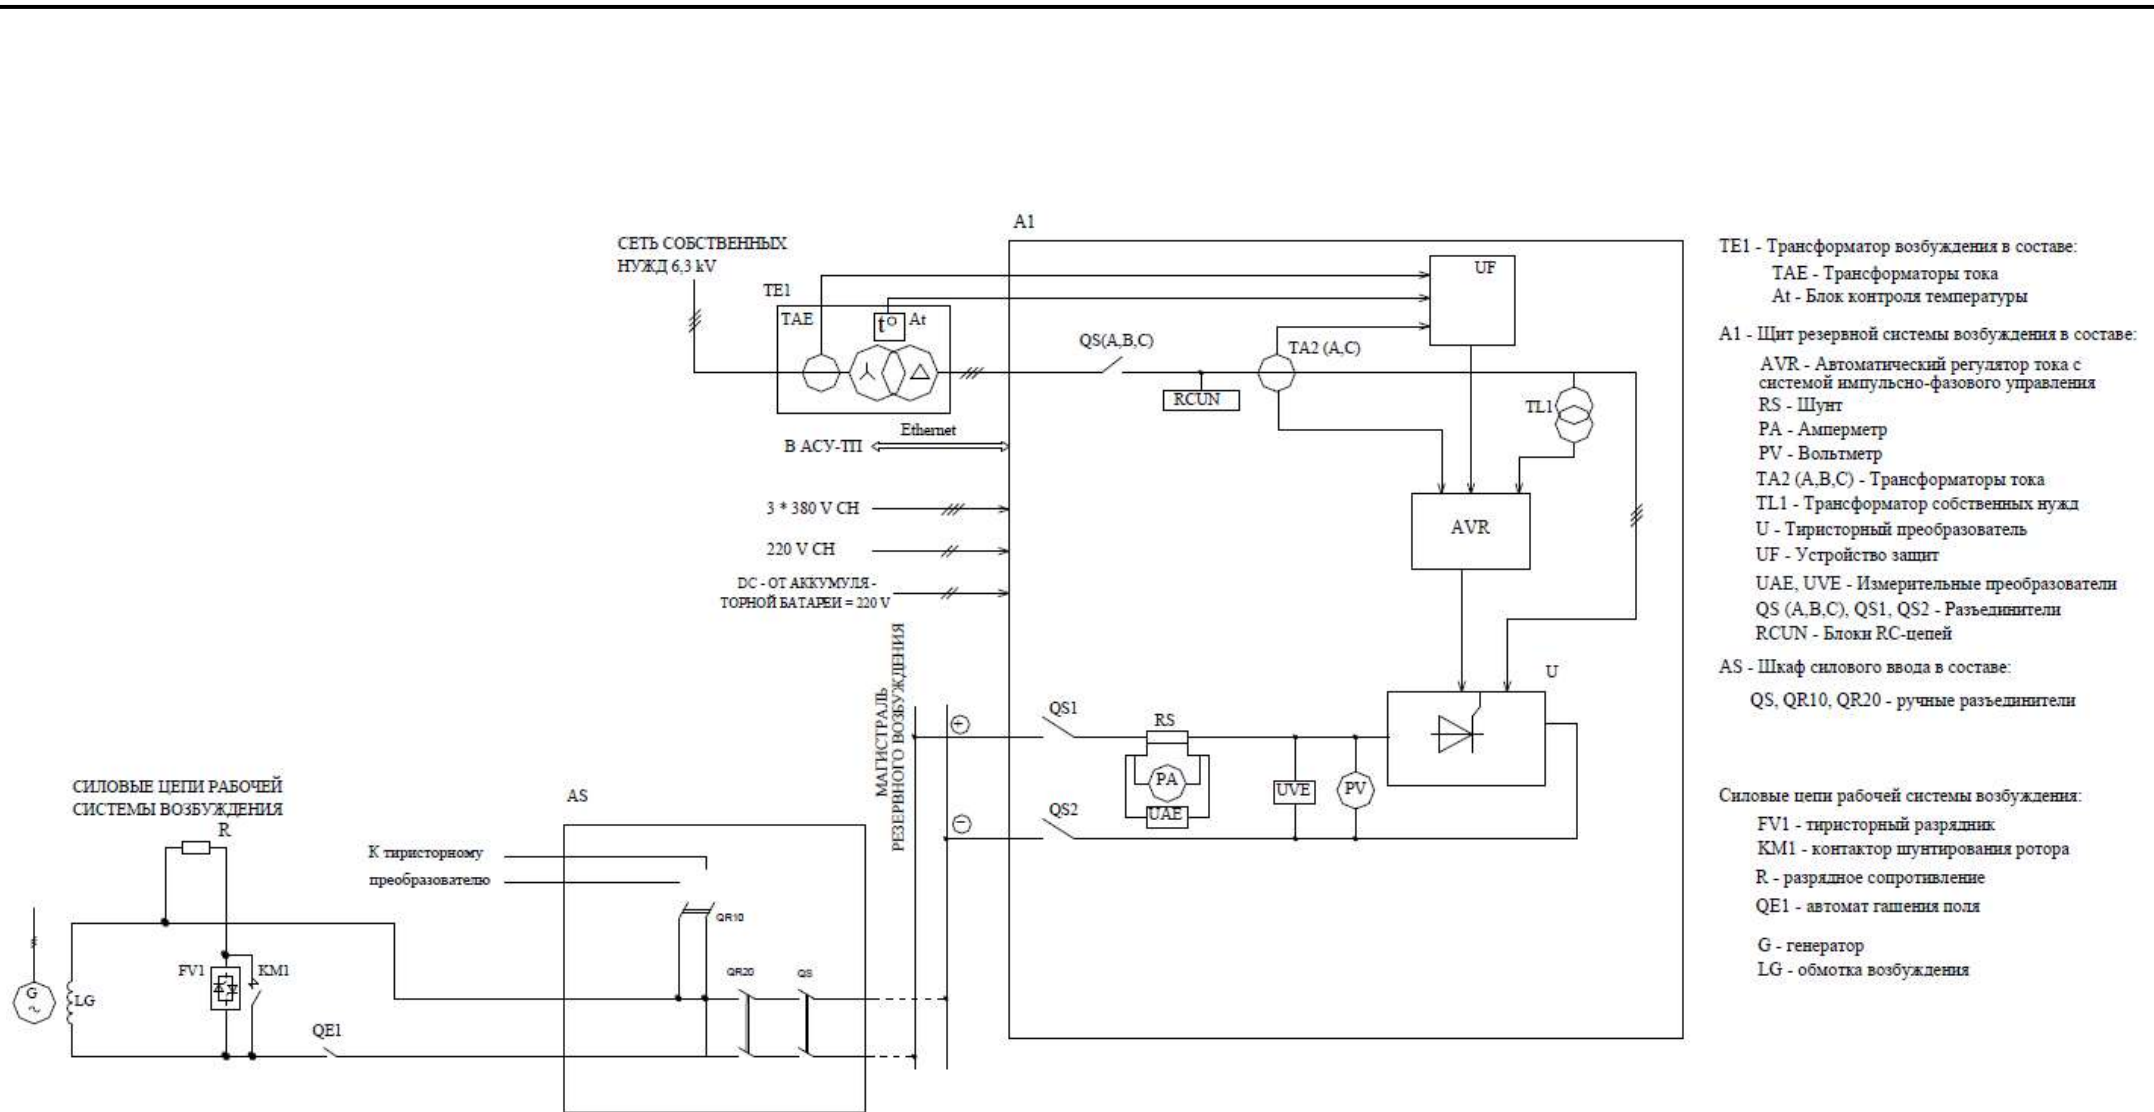 A1
СЕТЬ СОБСТВЕННЫХ
НУЖД 6,3 kV
TE1
TAE
t°
At
UF
QS(A,B,C)
TA2 (A,C)
RCUN
TL1
Ethernet
В АСУ-ТП
3 * 380 V СН
220 V СН
DC - ОТ АККУМУЛЯ -
ТОРНОЙ БАТАРЕИ = 220 V
AVR
МАГИСТРАЛЬ
РЕЗЕРВНОГО ВОЗБУЖДЕНИЯ
U
QS1
+
RS
PA
UAE
UVE
PV
QS2
−
СИЛОВЫЕ ЦЕПИ РАБОЧЕЙ
СИСТЕМЫ ВОЗБУЖДЕНИЯ
R
AS
К тиристорному
преобразователю
QR10
QR20
QS
FV1
KM1
G
~
LG
QE1
TE1 - Трансформатор возбуждения в составе:
TAE - Трансформаторы тока
At - Блок контроля температуры
A1 - Щит резервной системы возбуждения в составе:
AVR - Автоматический регулятор тока с
системой импульсно-фазового управления
RS - Шунт
PA - Амперметр
PV - Вольтметр
TA2 (A,B,C) - Трансформаторы тока
TL1 - Трансформатор собственных нужд
U - Тиристорный преобразователь
UF - Устройство защит
UAE, UVE - Измерительные преобразователи
QS (A,B,C), QS1, QS2 - Разъединители
RCUN - Блоки RC-цепей
AS - Шкаф силового ввода в составе:
QS, QR10, QR20 - ручные разъединители
Силовые цепи рабочей системы возбуждения:
FV1 - тиристорный разрядник
KM1 - контактор шунтирования ротора
R - разрядное сопротивление
QE1 - автомат гашения поля
G - генератор
LG - обмотка возбуждения